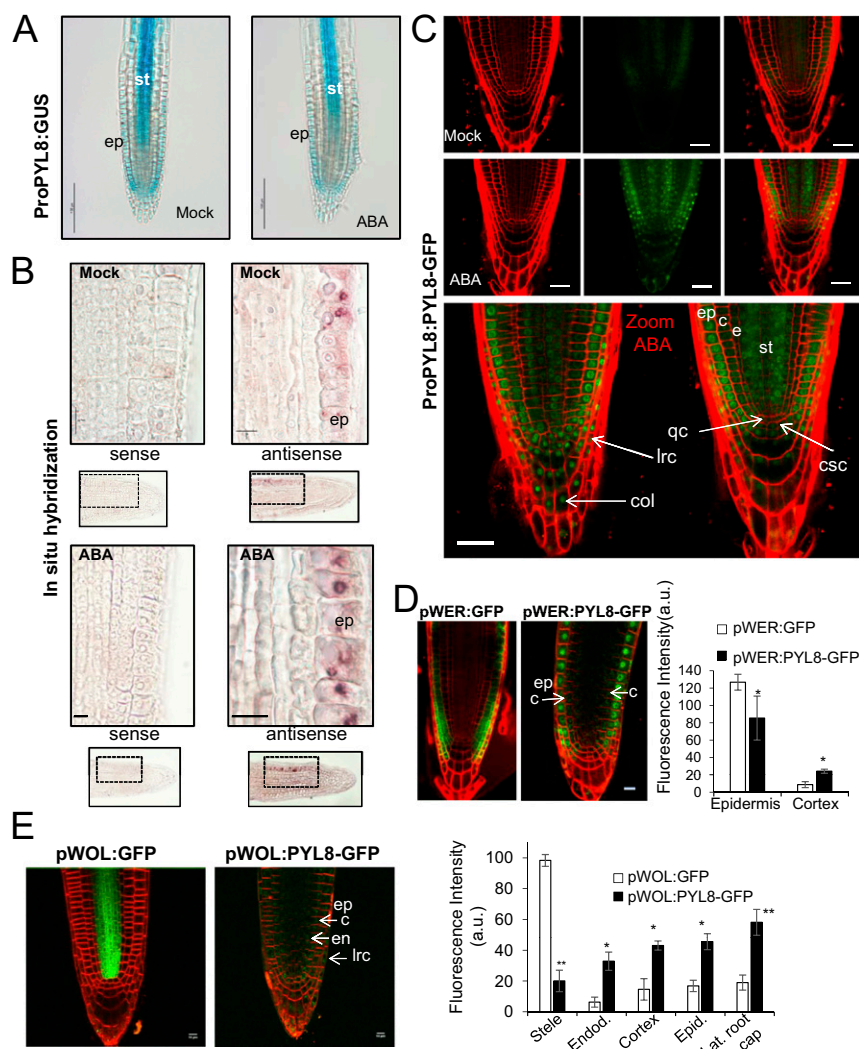 A
ProPYL8:GUS
st
ep
Mock
st
ep
ABA
B
In situ hybridization
Mock
sense
Mock
ep
antisense
ABA
sense
ABA
ep
antisense
C
ProPYL8:PYL8-GFP
Mock
ABA
Zoom
ABA
ep
c
e
st
qc
csc
lrc
col
D
pWER:GFP
pWER:PYL8-GFP
ep
c
c
Fluorescence Intensity(a.u.)
pWER:GFP
pWER:PYL8-GFP
140
120
100
80
60
40
20
0
*
*
Epidermis
Cortex
E
pWOL:GFP
pWOL:PYL8-GFP
ep
c
en
lrc
Fluorescence Intensity
(a.u.)
pWOL:GFP
pWOL:PYL8-GFP
100
80
60
40
20
0
**
*
*
*
**
Stele
Endod.
Cortex
Epid.
Lat. root
cap